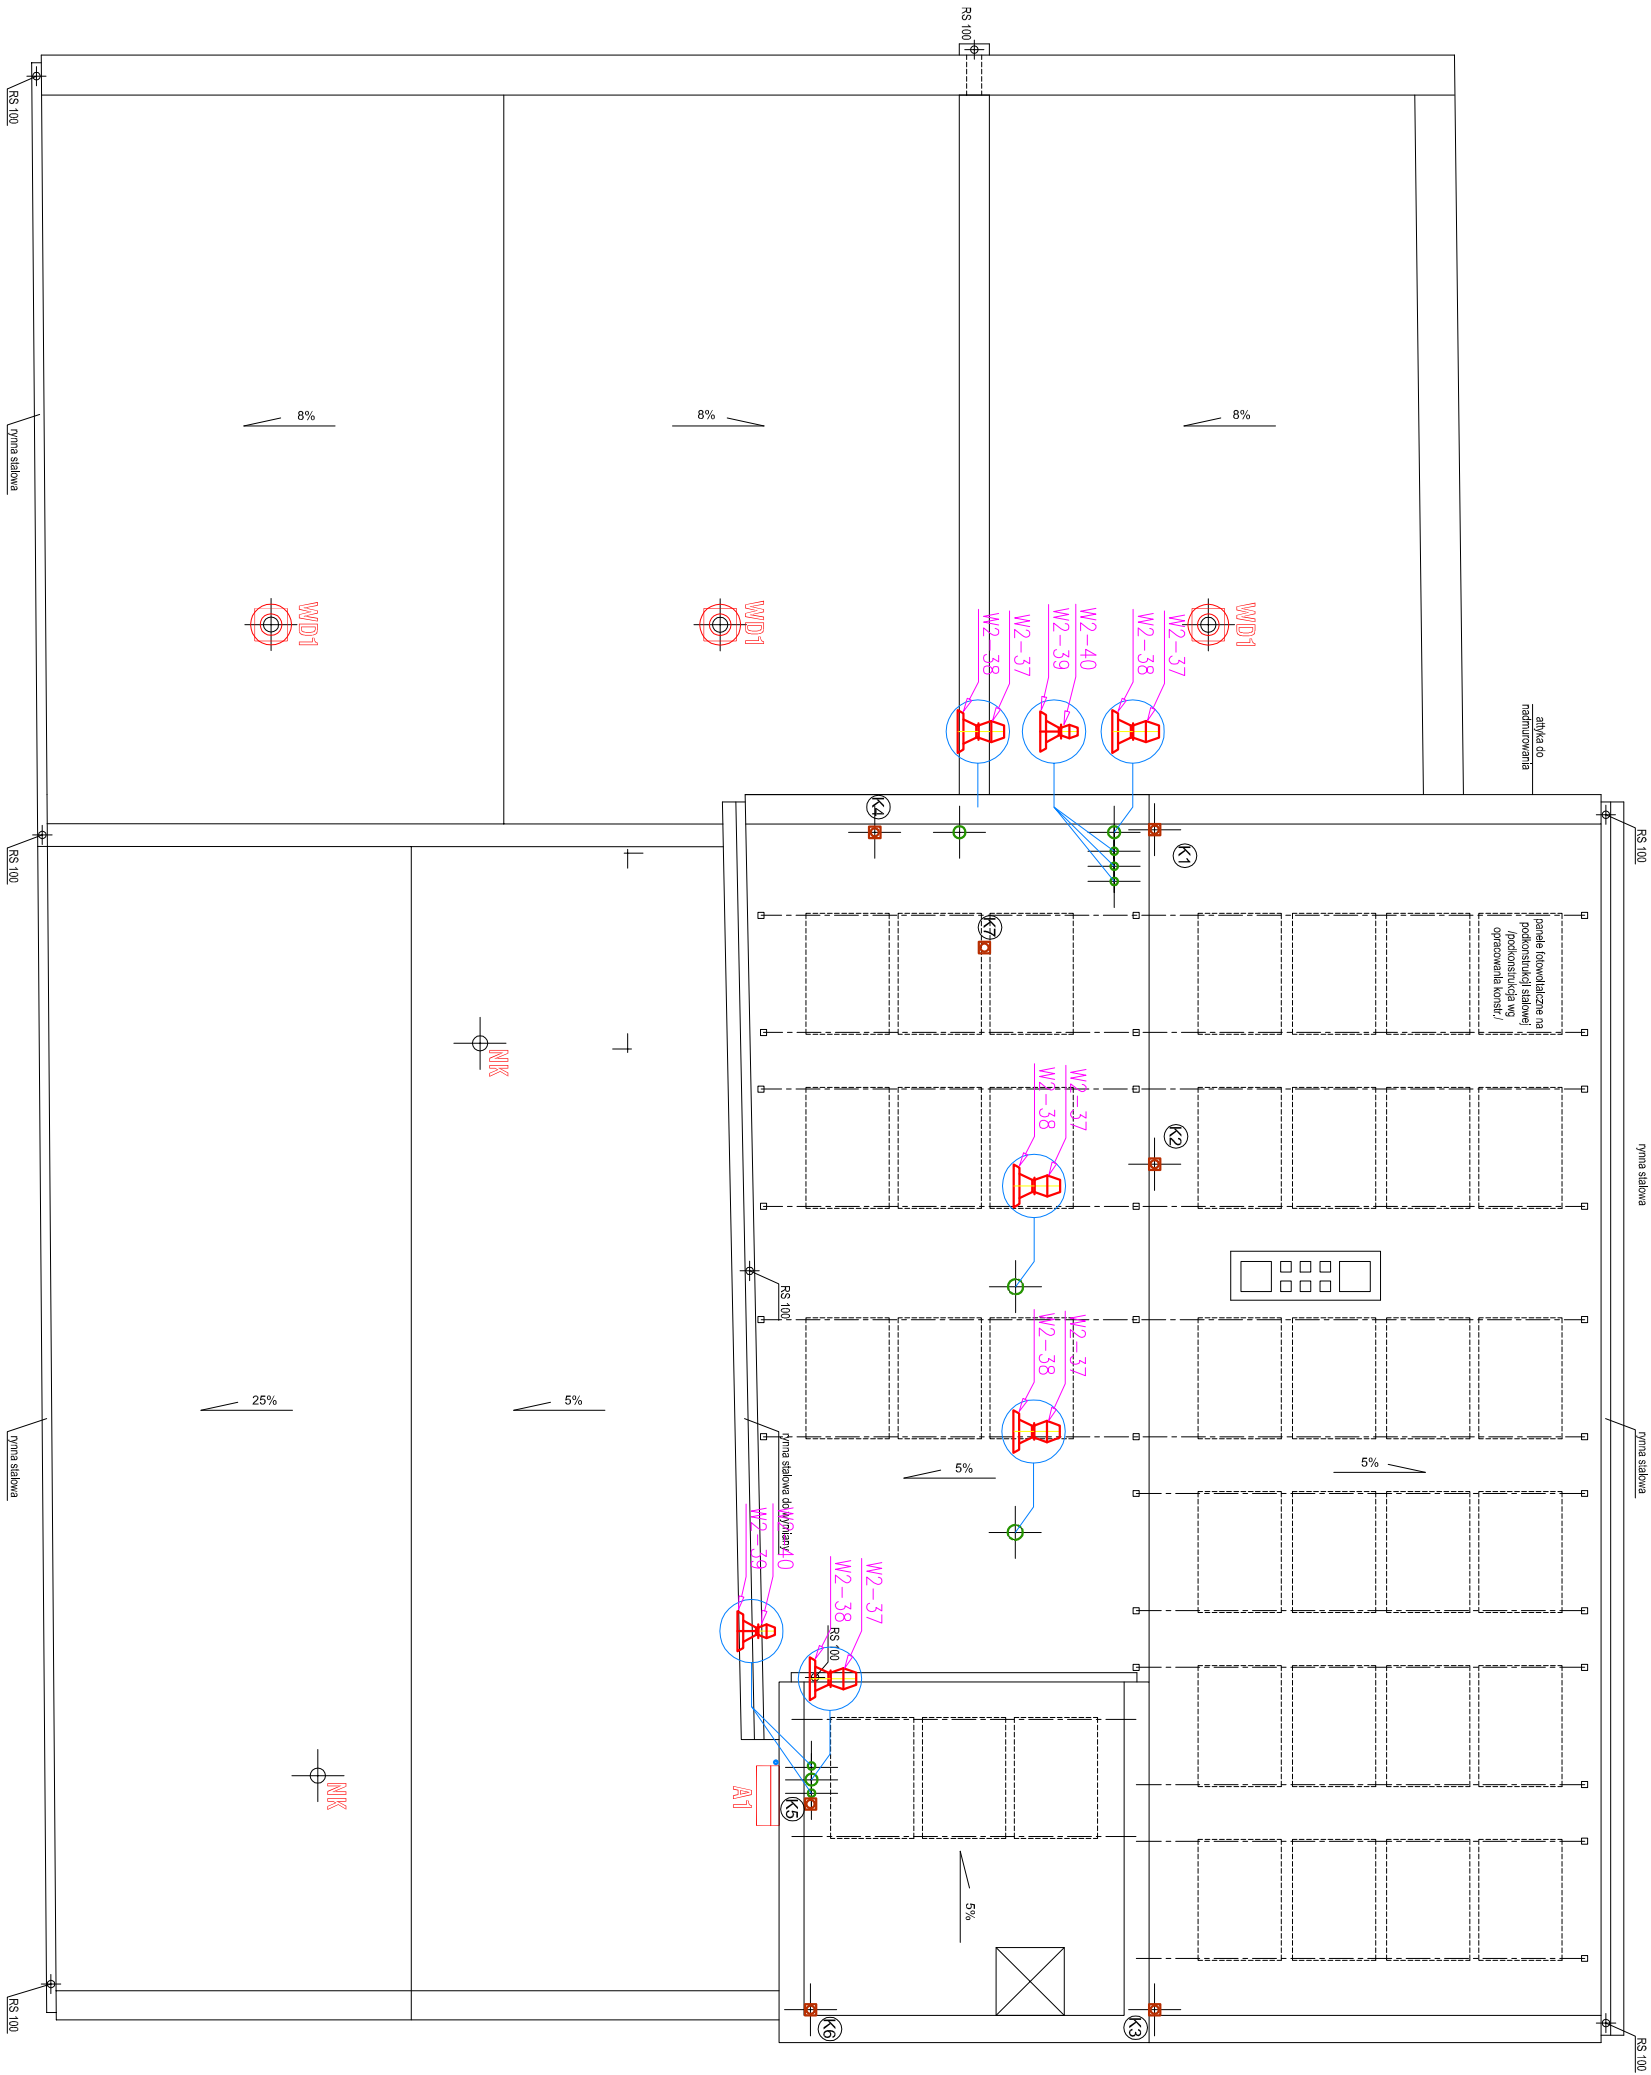 RS 100
RS 100
8%
8%
8%
rynna stalowa
WD1
WD1
WD1
W2-38
W2-37
W2-39
W2-40
W2-38
W2-37
attyka do
nadmurowania
K4
K1
RS 100
RS 100
K7
panele fotowoltaiczne na
podkonstrukcji stalowej
/podkonstrukcja wg
opracowania konstr./
NK
W2-38
W2-37
K2
rynna stalowa
RS 100
W2-38
W2-37
25%
5%
5%
5%
rynna stalowa
rynna stalowa do wymiany
rynna stalowa
W2-39
W2-40
W2-38
W2-37
RS 100
NK
A1
K5
5%
RS 100
K6
K3
RS 100